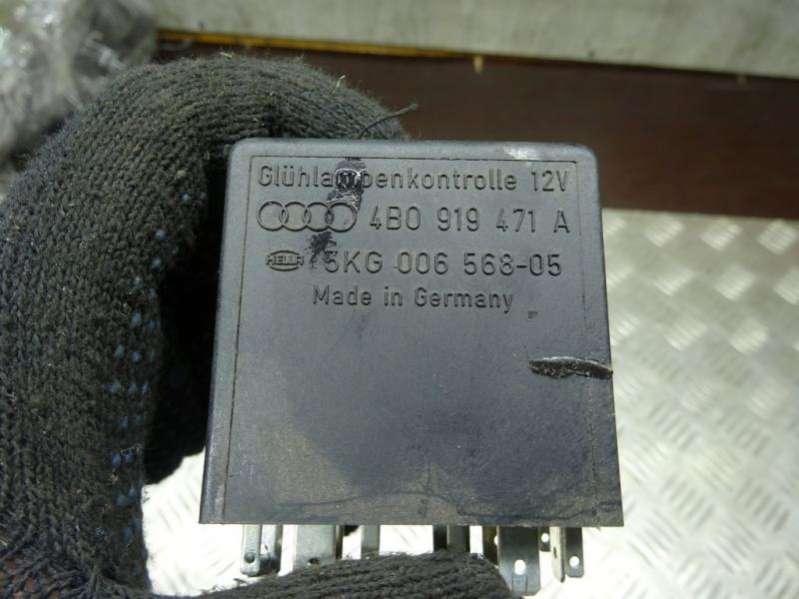 Glühlampenkontrolle 12V
4B0 919 471 A
HELLA 5KG 006 568-05
Made in Germany